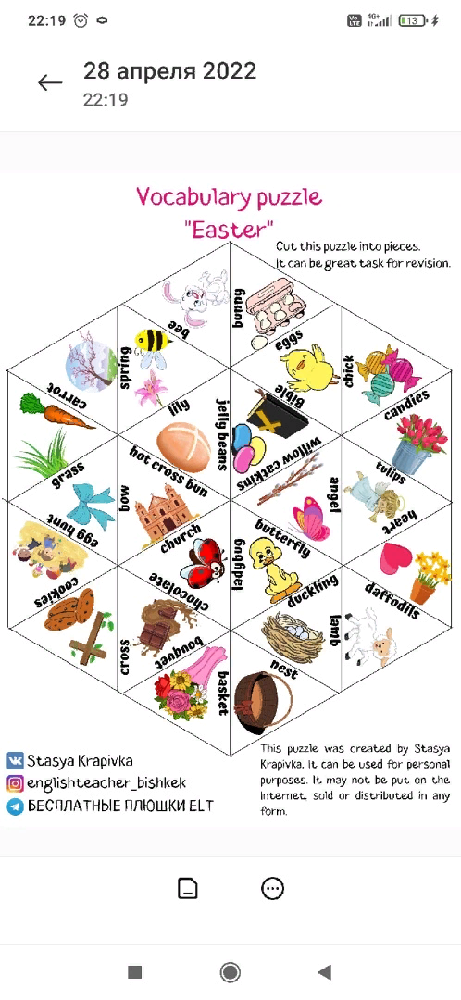 22:19
Vo
LTE
4G+
13
28 апреля 2022
22:19
Vocabulary puzzle
"Easter"
Cut this puzzle into pieces.
It can be great task for revision.
bee
bunny
eggs
spring
chick
carrot
lily
jelly beans
Bible
candies
grass
hot cross bun
willow catkins
tulips
bow
angel
egg hunt
church
butterfly
heart
ladybug
cookies
chocolate
duckling
daffodils
cross
bouquet
lamb
basket
nest
Stasya Krapivka
englishteacher_bishkek
БЕСПЛАТНЫЕ ПЛЮШКИ ELT
This puzzle was created by Stasya
Krapivka. It can be used for personal
purposes. It may not be put on the
Internet, sold or distributed in any
form.